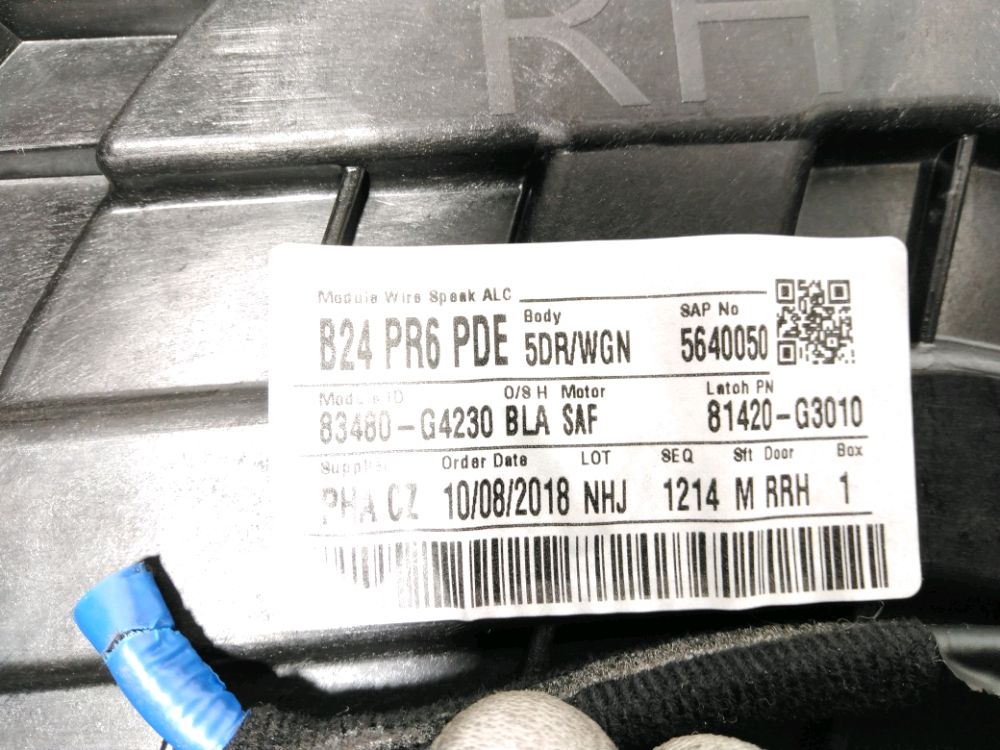 RH
Module Wire Speak ALC
Body
SAP No
B24 PR6 PDE 5DR/WGN 5640050
Module ID O/S H Motor Latch PN
83480-G4230 BLA SAF 81420-G3010
Supplier Order Date LOT SEQ Sft Door Box
PHA CZ 10/08/2018 NHJ 1214 M RRH 1